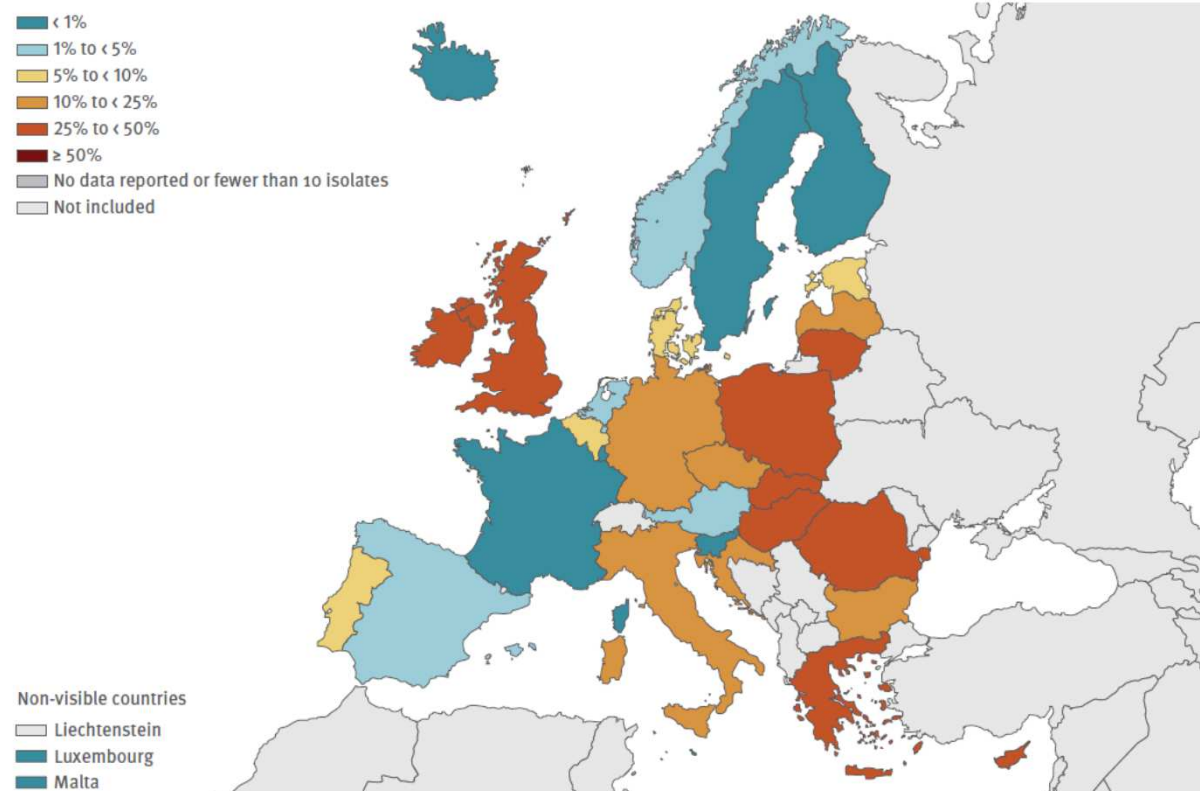 < 1%
1% to < 5%
5% to < 10%
10% to < 25%
25% to < 50%
≥ 50%
No data reported or fewer than 10 isolates
Not included
Non-visible countries
Liechtenstein
Luxembourg
Malta